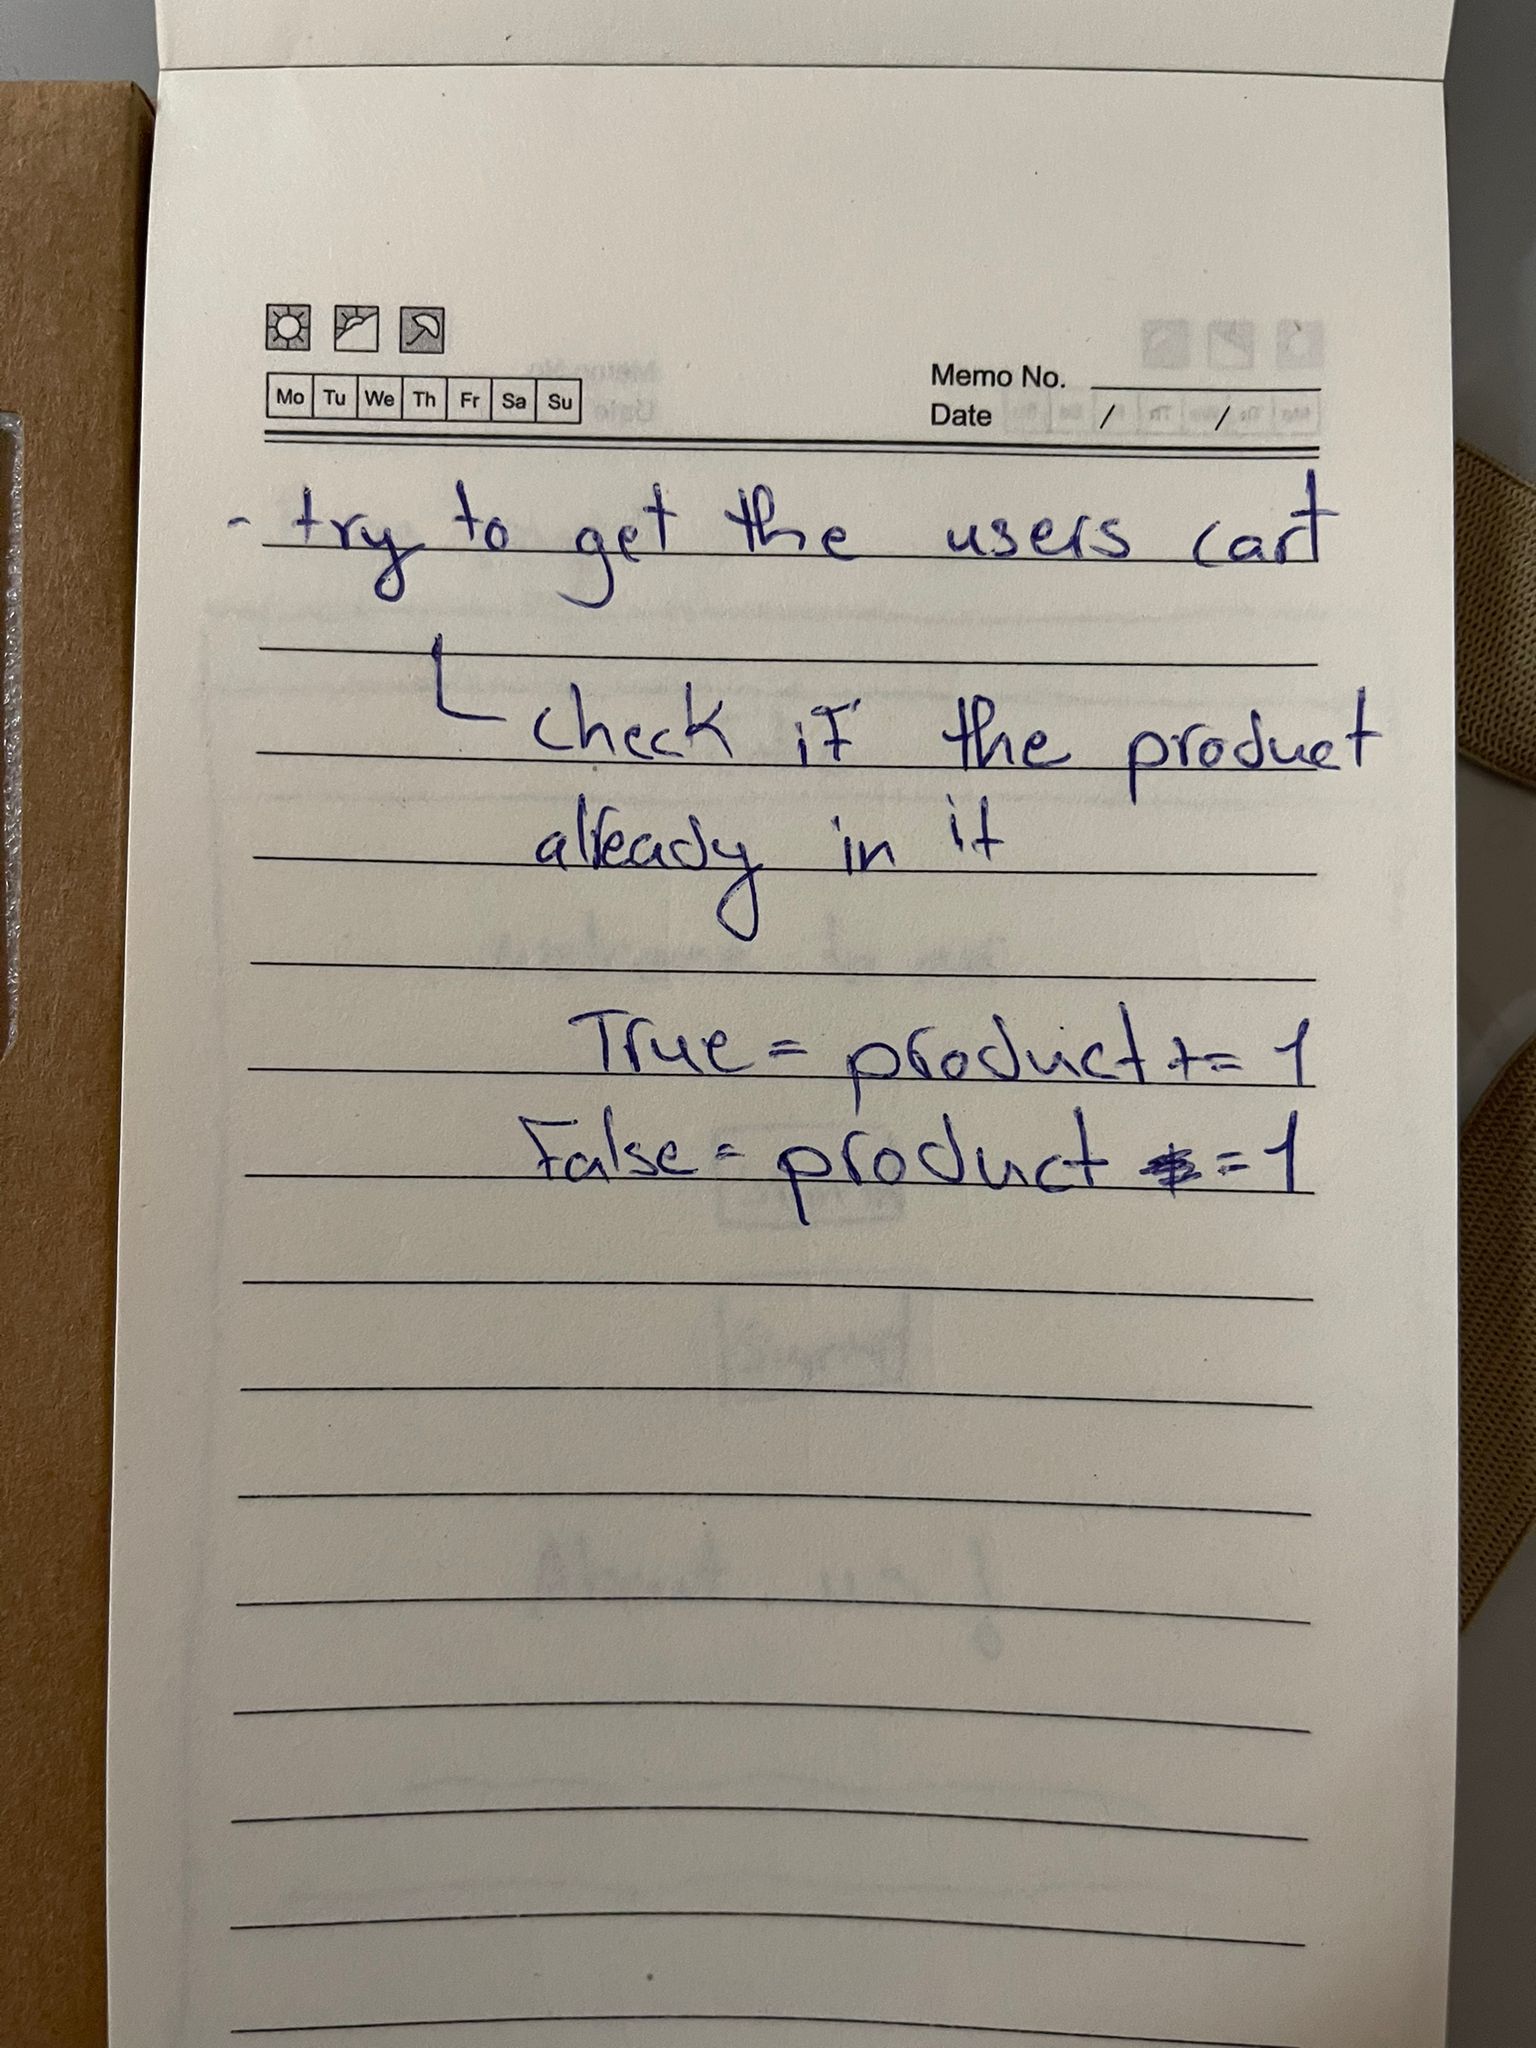 Mo Tu We Th Fr Sa Su
Memo No.
Date / /
- try to get the users cart
check if the product
already in it
True = product += 1
False = product = 1